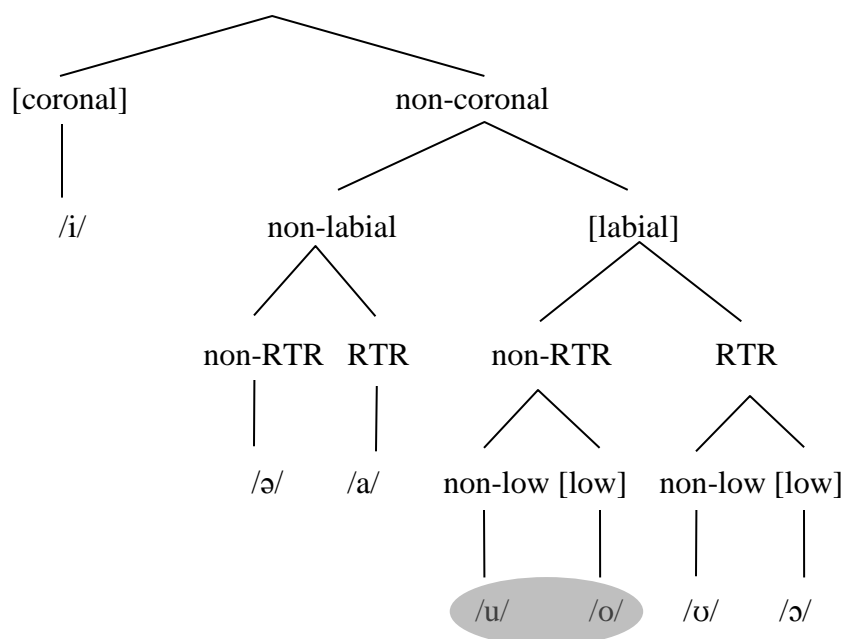 [coronal] non-coronal
/i/ non-labial [labial]
non-RTR RTR non-RTR RTR
/ə/ /a/ non-low [low] non-low [low]
/u/ /o/ /ʊ/ /ɔ/